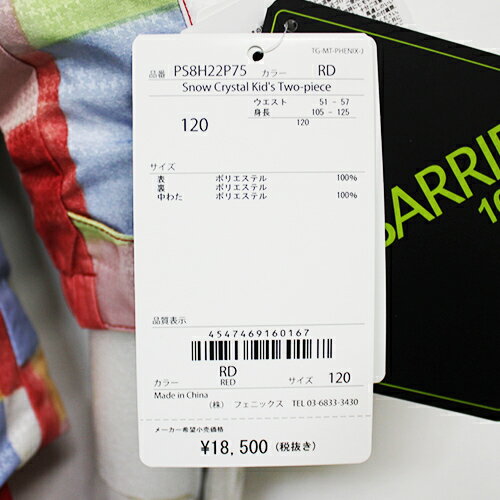 TG-MT-PHENIX-J
品番 PS8H22P75 カラー RD
Snow Crystal Kid's Two-piece
120
ウエスト 51 - 57
身長 105 - 125
120
サイズ
表 ポリエステル 100%
裏 ポリエステル
中わた ポリエステル 100%
品質表示
4547469160167
RD
カラー RED サイズ 120
Made in China
(株) フェニックス TEL 03-6833-3430
メーカー希望小売価格
¥18,500 (税抜き)
BARRIE
10